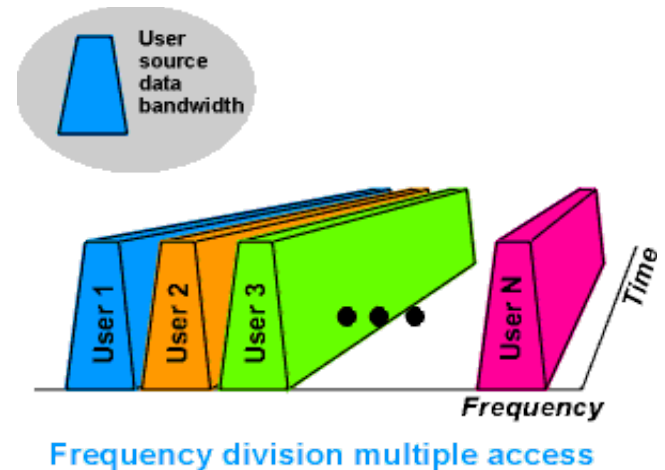 User
source
data
bandwidth
User 1
User 2
User 3
User N
Time
Frequency
Frequency division multiple access